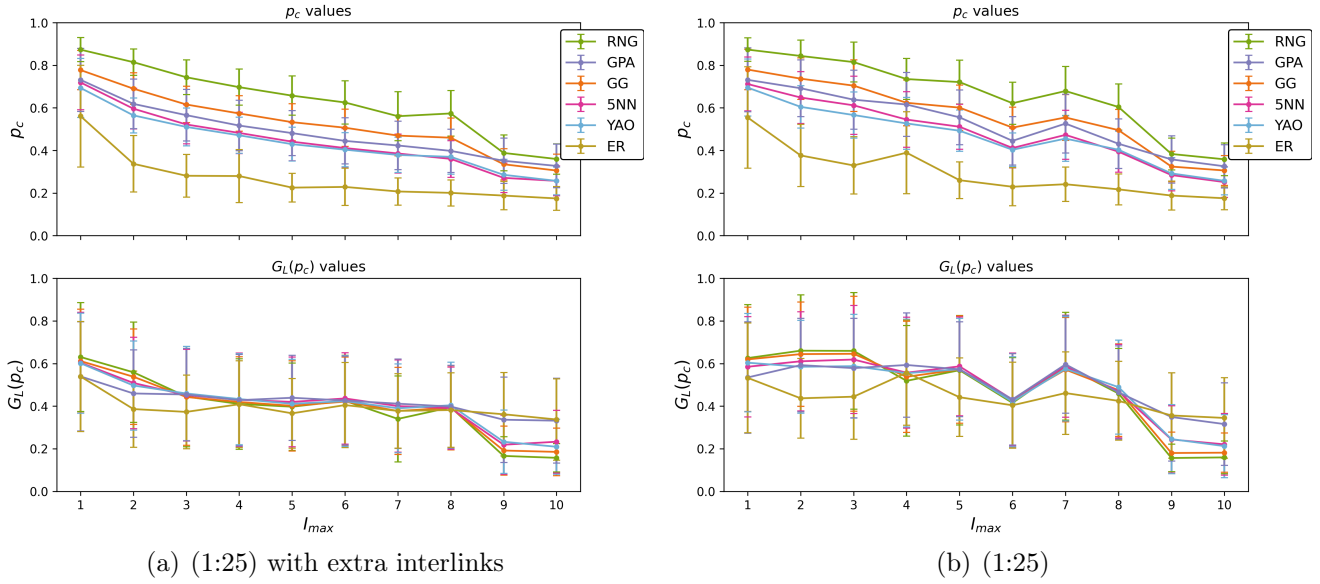 p_c values
1.0
0.8
0.6
0.4
0.2
0.0
p_c
RNG
GPA
GG
5NN
YAO
ER
G_L(p_c) values
1.0
0.8
0.6
0.4
0.2
0.0
G_L(p_c)
1 2 3 4 5 6 7 8 9 10
I_{max}
(a) (1:25) with extra interlinks
p_c values
1.0
0.8
0.6
0.4
0.2
0.0
p_c
RNG
GPA
GG
5NN
YAO
ER
G_L(p_c) values
1.0
0.8
0.6
0.4
0.2
0.0
G_L(p_c)
1 2 3 4 5 6 7 8 9 10
I_{max}
(b) (1:25)